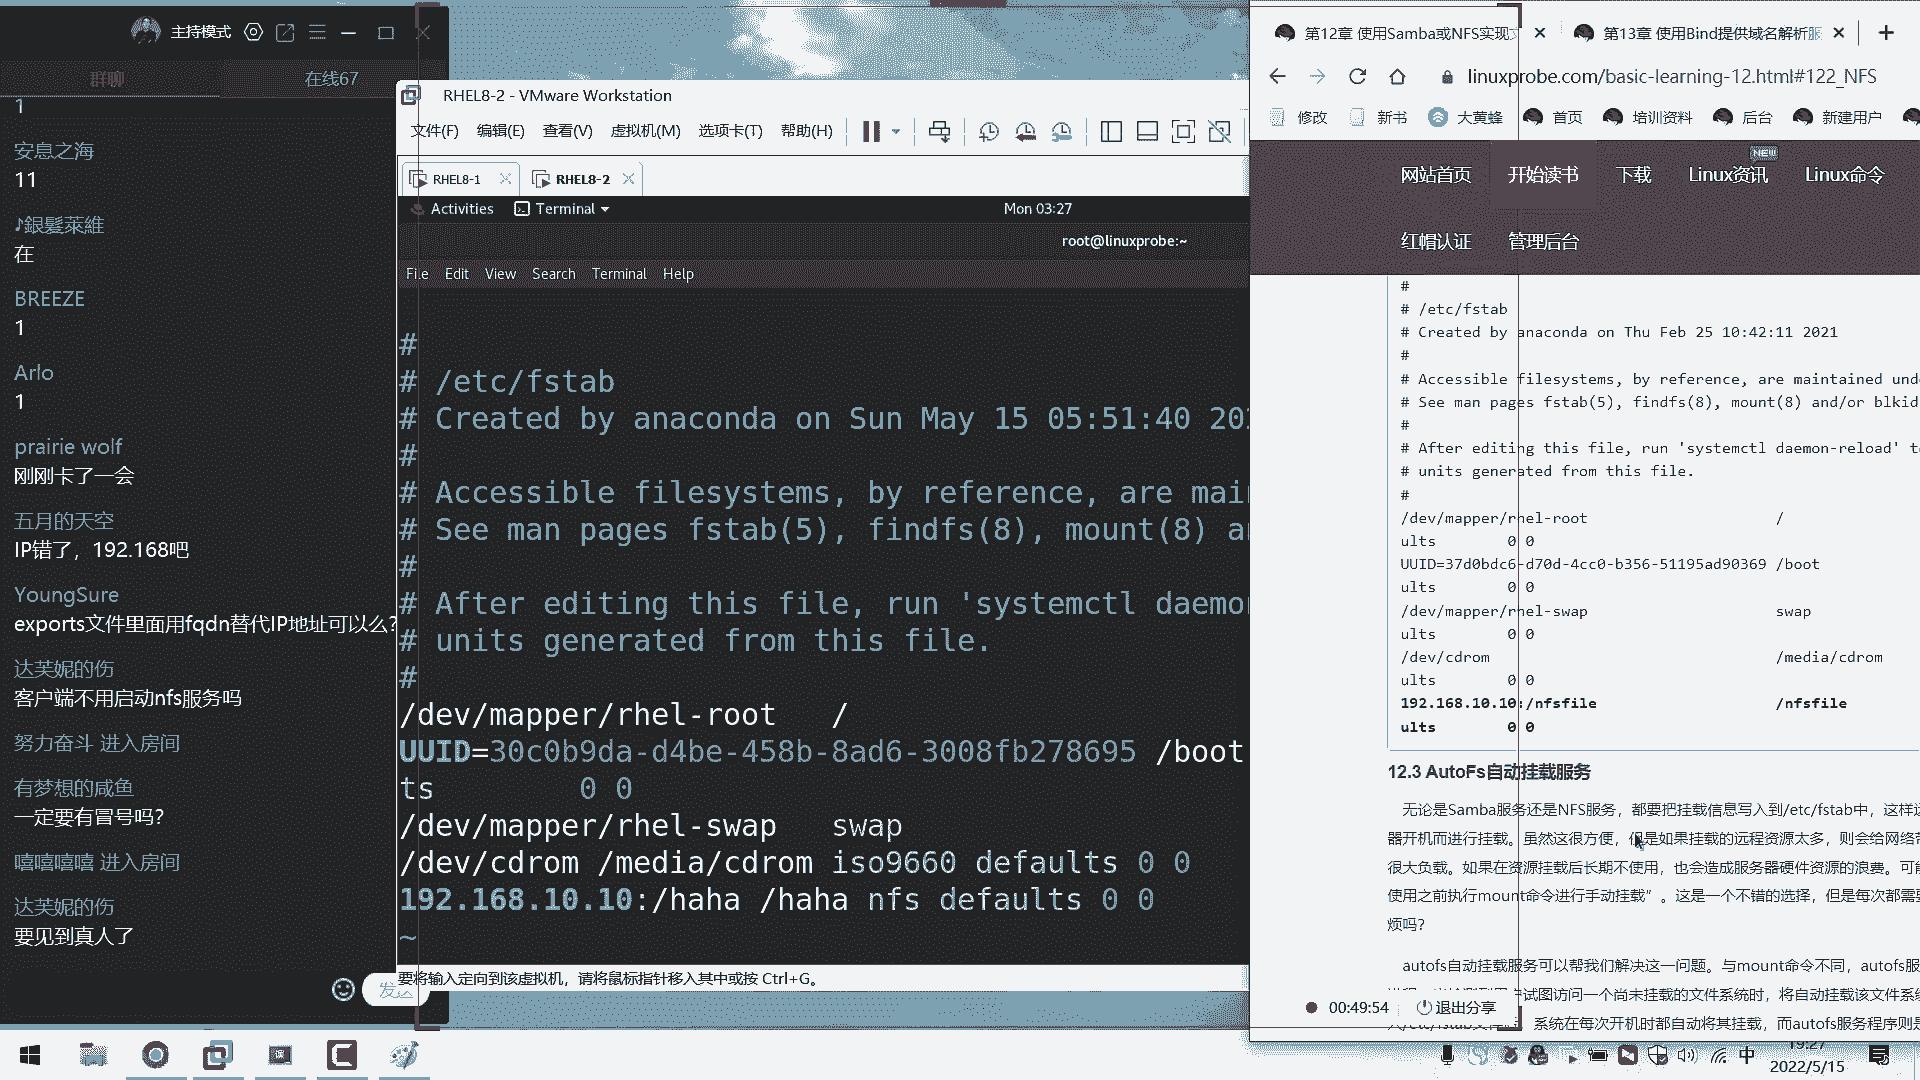 主持模式
群聊
在线67
1
安息之海
11
♪銀髮萊維
在
BREEZE
1
Arlo
1
prairie wolf
刚刚卡了一会
五月的天空
IP错了，192.168吧
YoungSure
exports文件里面用fqdn替代IP地址可以么?
达芙妮的伤
客户端不用启动nfs服务吗
努力奋斗 进入房间
有梦想的咸鱼
一定要有冒号吗?
嘻嘻嘻嘻 进入房间
达芙妮的伤
要见到真人了
发送
RHEL8-2 - VMware Workstation
文件(F) 编辑(E) 查看(V) 虚拟机(M) 选项卡(T) 帮助(H)
RHEL8-1
RHEL8-2
Activities Terminal Mon 03:27
root@linuxprobe:~
File Edit View Search Terminal Help
#
# /etc/fstab
# Created by anaconda on Sun May 15 05:51:40 20
#
# Accessible filesystems, by reference, are mai
# See man pages fstab(5), findfs(8), mount(8) a
#
# After editing this file, run 'systemctl daemo
# units generated from this file.
#
/dev/mapper/rhel-root /
UUID=30c0b9da-d4be-458b-8ad6-3008fb278695 /boot
ts 0 0
/dev/mapper/rhel-swap swap
/dev/cdrom /media/cdrom iso9660 defaults 0 0
192.168.10.10:/haha /haha nfs defaults 0 0
~
要将输入定向到该虚拟机，请将鼠标指针移入其中或按 Ctrl+G。
第12章 使用Samba或NFS实现
第13章 使用Bind提供域名解析服
linuxprobe.com/basic-learning-12.html#122_NFS
修改 新书 大黄蜂 首页 培训资料 后台 新建用户
NEW
网站首页 开始读书 下载 Linux资讯 Linux命令
红帽认证 管理后台
#
# /etc/fstab
# Created by anaconda on Thu Feb 25 10:42:11 2021
#
# Accessible filesystems, by reference, are maintained und
# See man pages fstab(5), findfs(8), mount(8) and/or blkid
#
# After editing this file, run 'systemctl daemon-reload' t
# units generated from this file.
#
/dev/mapper/rhel-root /
ults 0 0
UUID=37d0bdc6-d70d-4cc0-b356-51195ad90369 /boot
ults 0 0
/dev/mapper/rhel-swap swap
ults 0 0
/dev/cdrom /media/cdrom
ults 0 0
192.168.10.10:/nfsfile /nfsfile
ults 0 0
12.3 AutoFs自动挂载服务
无论是Samba服务还是NFS服务，都要把挂载信息写入到/etc/fstab中，这样
器开机而进行挂载。虽然这很方便，但是如果挂载的远程资源太多，则会给网络
很大负载。如果在资源挂载后长期不使用，也会造成服务器硬件资源的浪费。可
使用之前执行mount命令进行手动挂载”。这是一个不错的选择，但是每次都需
烦吗?
autofs自动挂载服务可以帮我们解决这一问题。与mount命令不同，autofs服
试图访问一个尚未挂载的文件系统时，将自动挂载该文件系
系统在每次开机时都自动将其挂载，而autofs服务程序则是
00:49:54 退出分享
中
19:27
2022/5/15